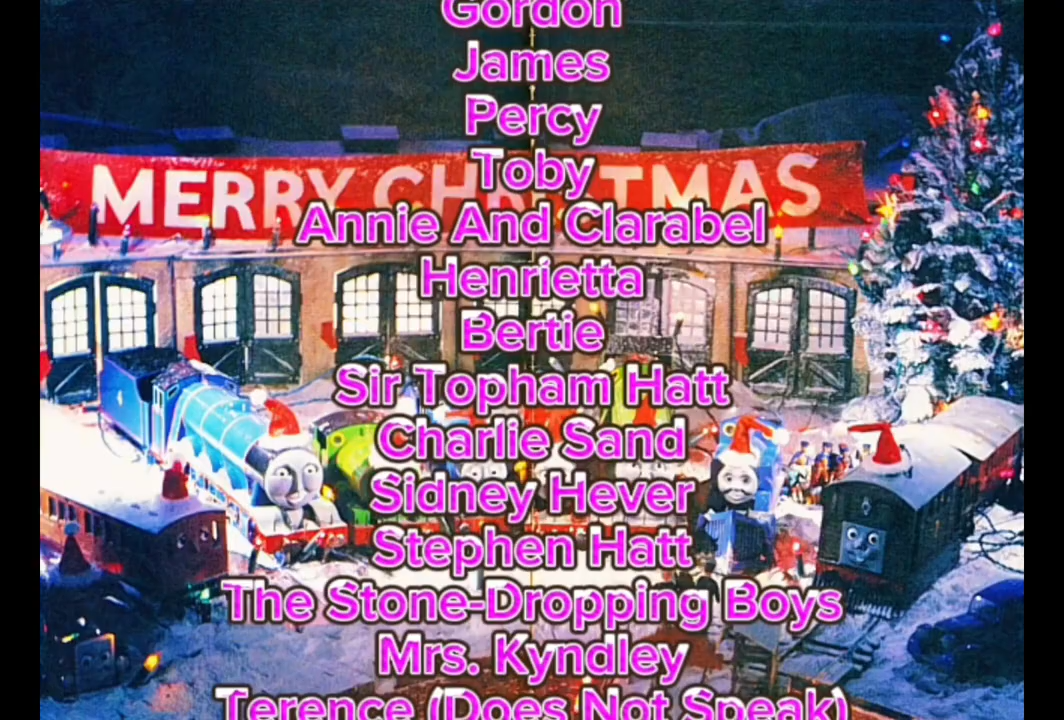 Gordon
James
Percy
Toby
MERRY CHRISTMAS
Annie And Clarabel
Henrietta
Bertie
Sir Topham Hatt
Charlie Sand
Sidney Hever
Stephen Hatt
The Stone-Dropping Boys
Mrs. Kyndley
Terence (Does Not Speak)